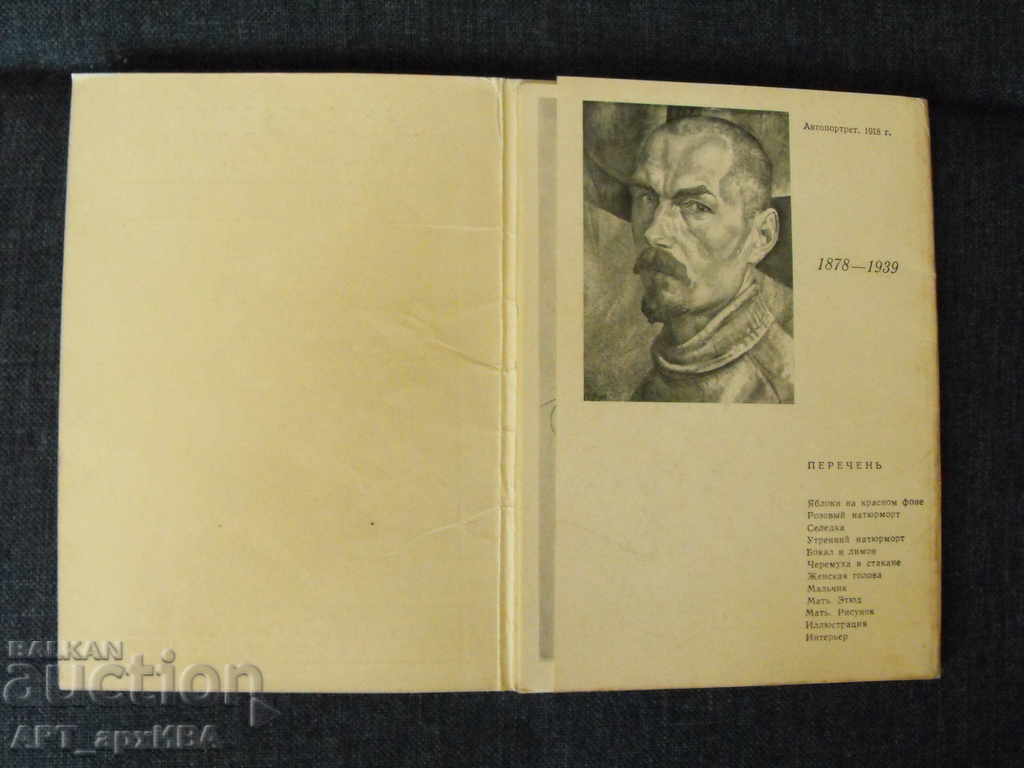 Автопортрет. 1918 г.
1878—1939
ПЕРЕЧЕНЬ
Яблоки на красном фоне
Розовый натюрморт
Селедка
Утренний натюрморт
Бокал и лимон
Черемуха в стакане
Женская голова
Мальчик
Мать. Этюд
Мать. Рисунок
Иллюстрация
Интерьер
BALKAN
auction
АРТ_архИВА